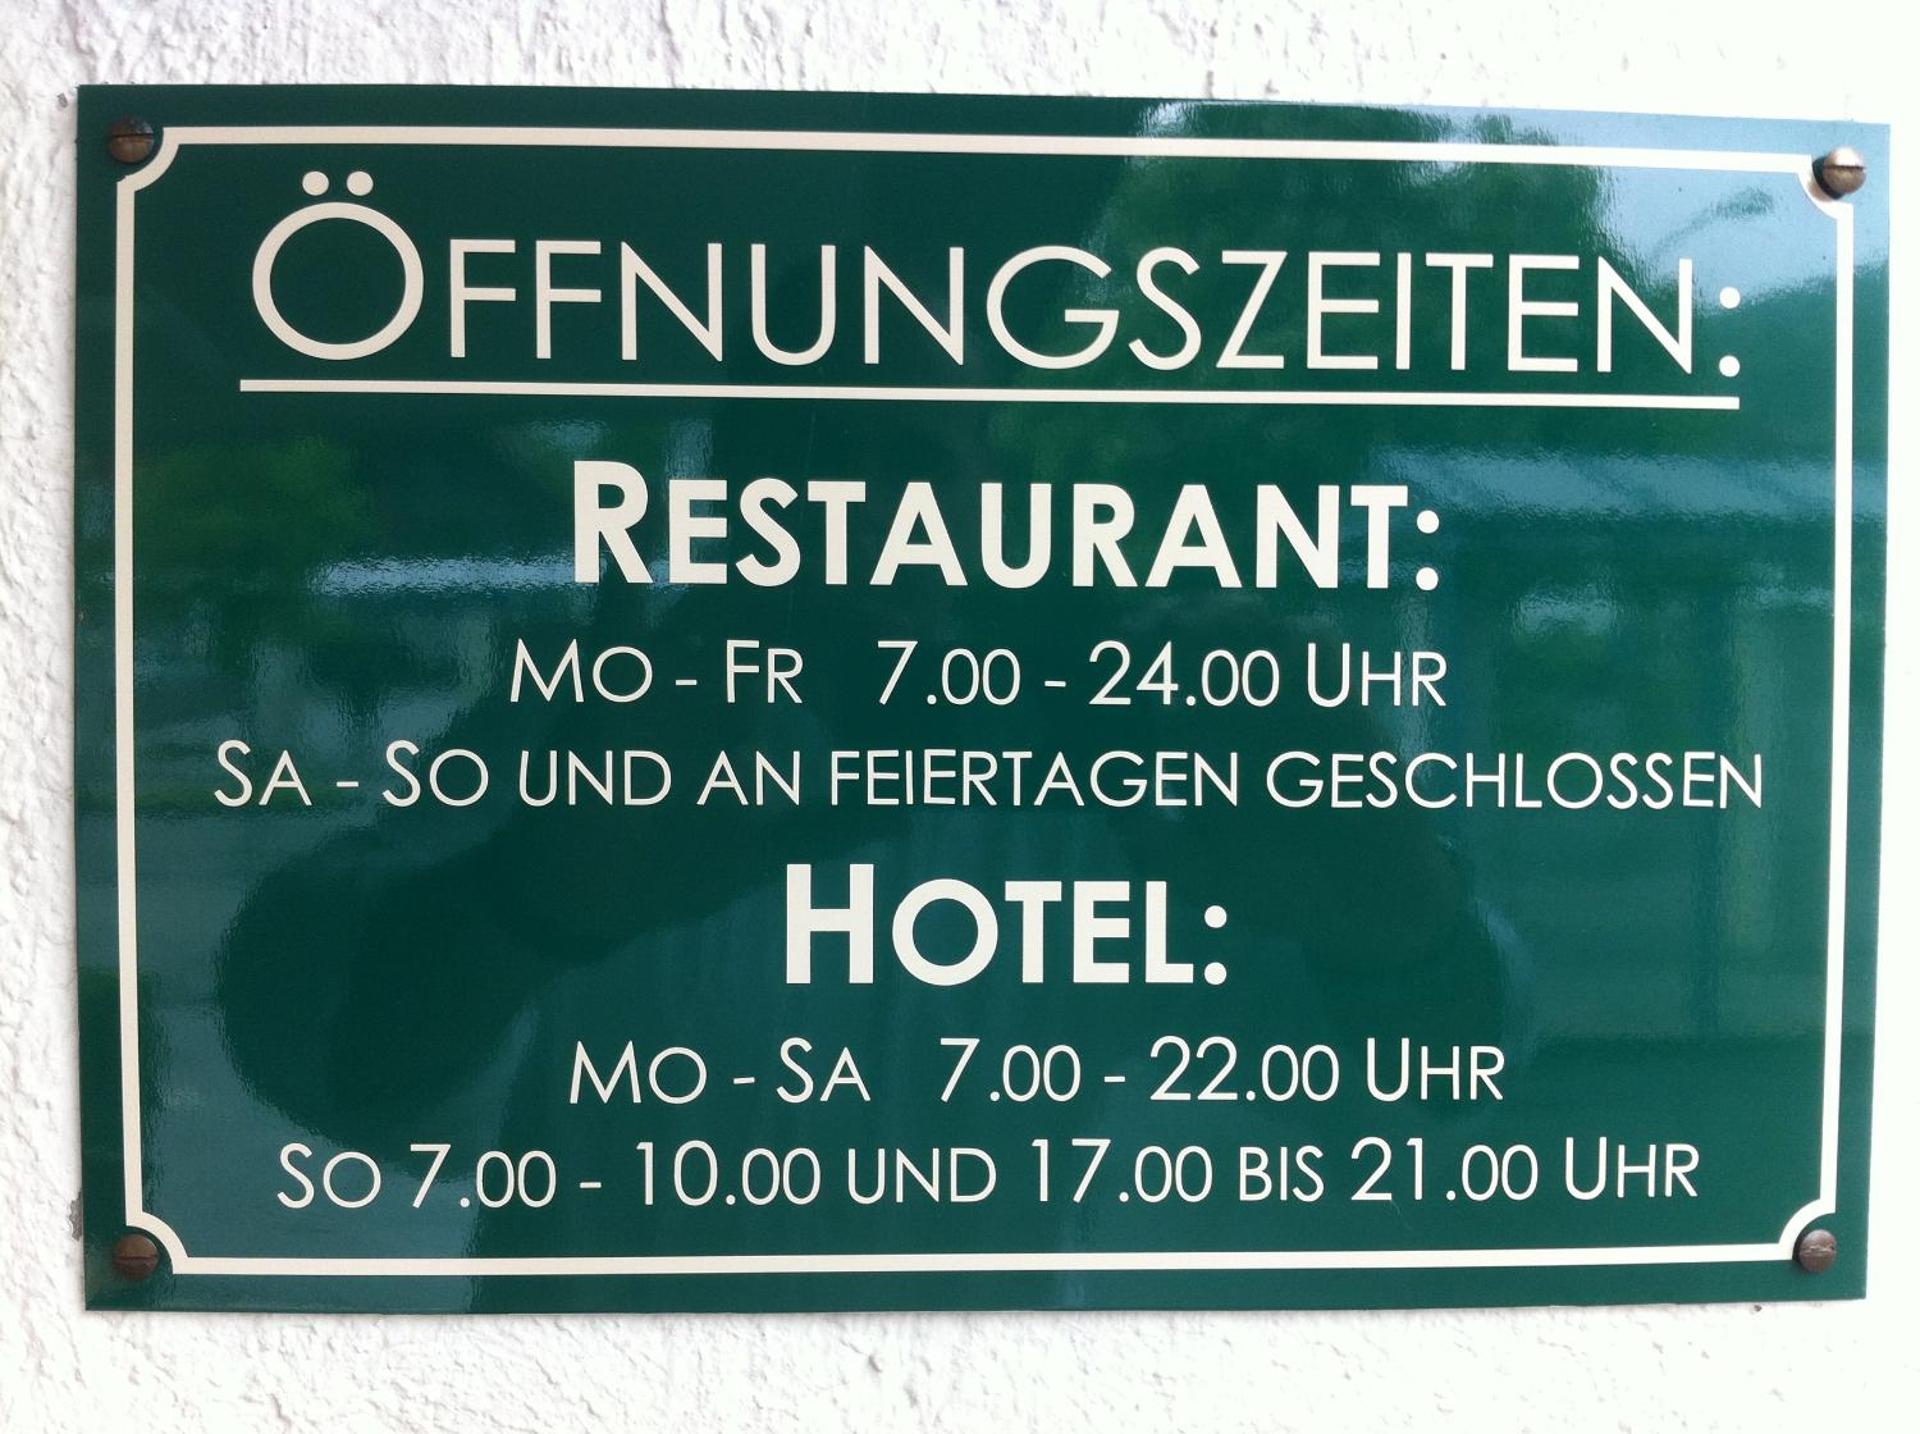 ÖFFNUNGSZEITEN:
RESTAURANT:
MO - FR 7.00 - 24.00 UHR
SA - SO UND AN FEIERTAGEN GESCHLOSSEN
HOTEL:
MO - SA 7.00 - 22.00 UHR
SO 7.00 - 10.00 UND 17.00 BIS 21.00 UHR